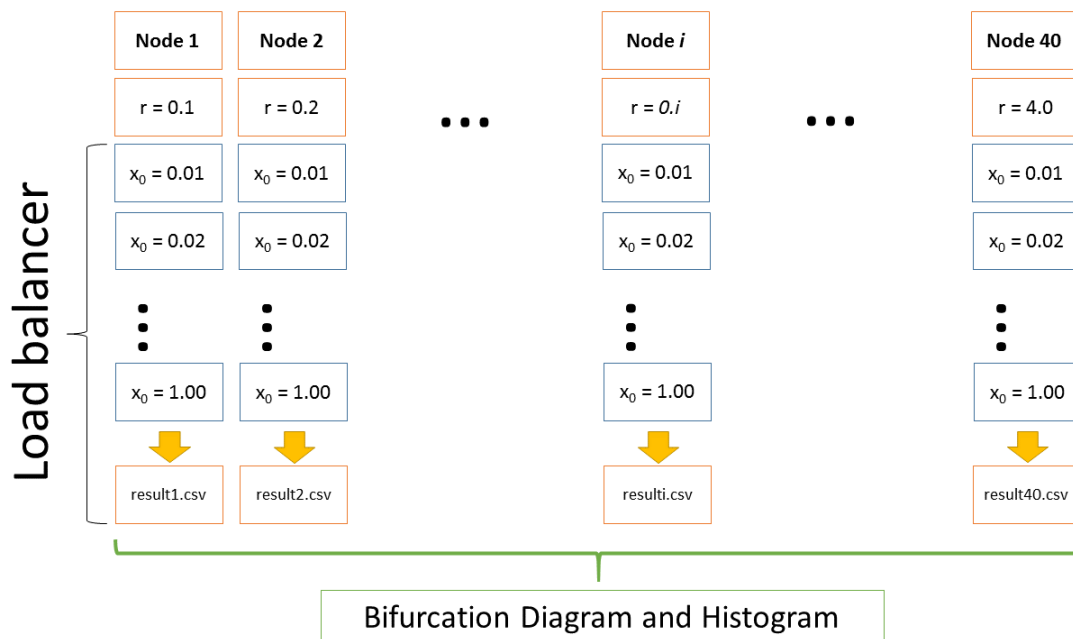 Node 1 Node 2 Node i Node 40
r = 0.1 r = 0.2 ... r = 0.i ... r = 4.0
x₀ = 0.01 x₀ = 0.01 x₀ = 0.01 x₀ = 0.01
x₀ = 0.02 x₀ = 0.02 x₀ = 0.02 x₀ = 0.02
x₀ = 1.00 x₀ = 1.00 x₀ = 1.00 x₀ = 1.00
result1.csv result2.csv resulti.csv result40.csv
Load balancer
Bifurcation Diagram and Histogram